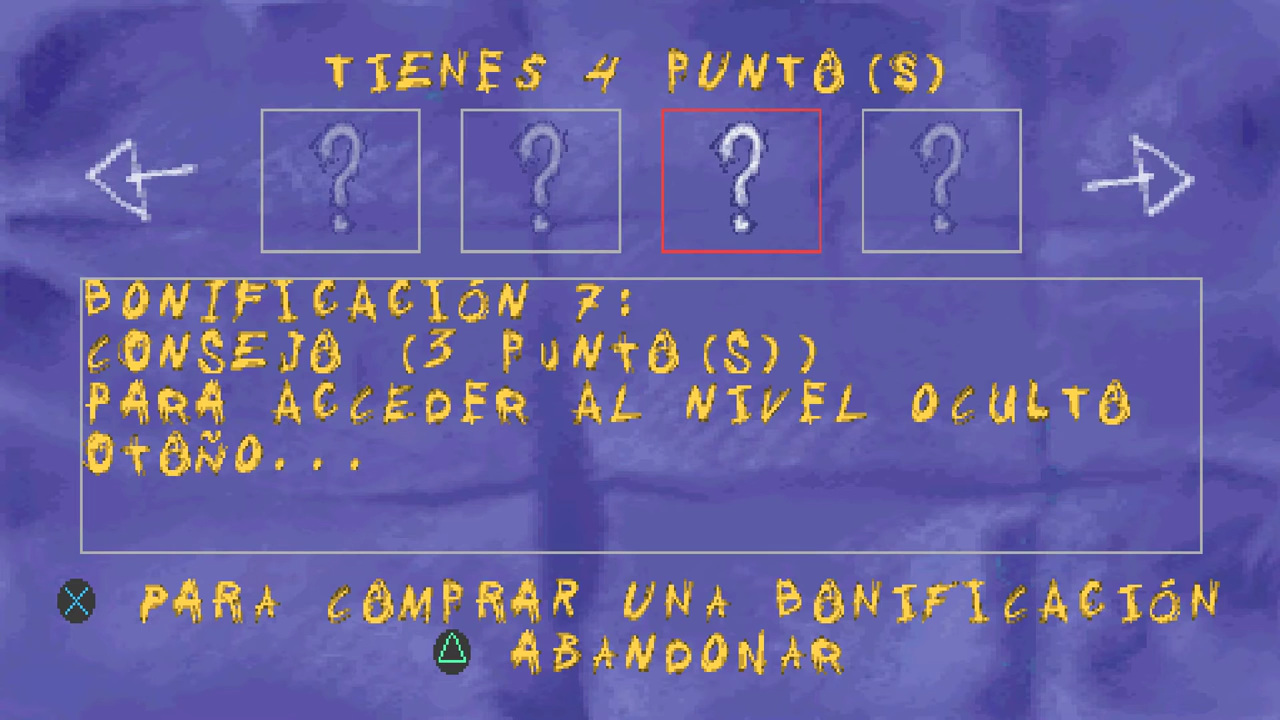 TIENES 4 PUNTO(S)
? ? ? ?
BONIFICACIÓN 7:
CONSEJO (3 PUNTO(S))
PARA ACCEDER AL NIVEL OCULTO
OTOÑO...
PARA COMPRAR UNA BONIFICACIÓN
ABANDONAR